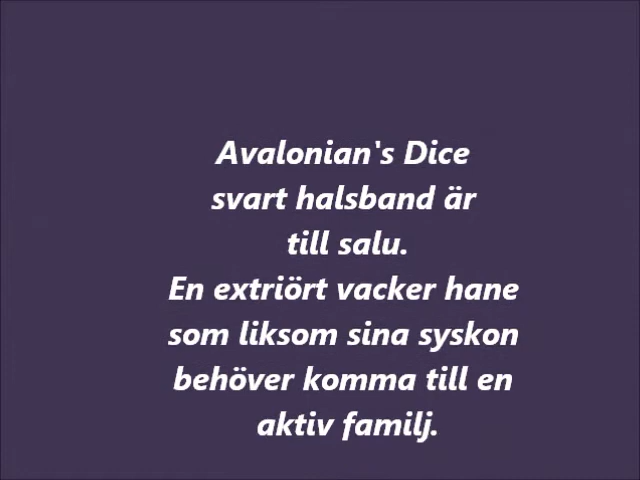 Avalonian's Dice
svart halsband är
till salu.
En extriört vacker hane
som liksom sina syskon
behöver komma till en
aktiv familj.